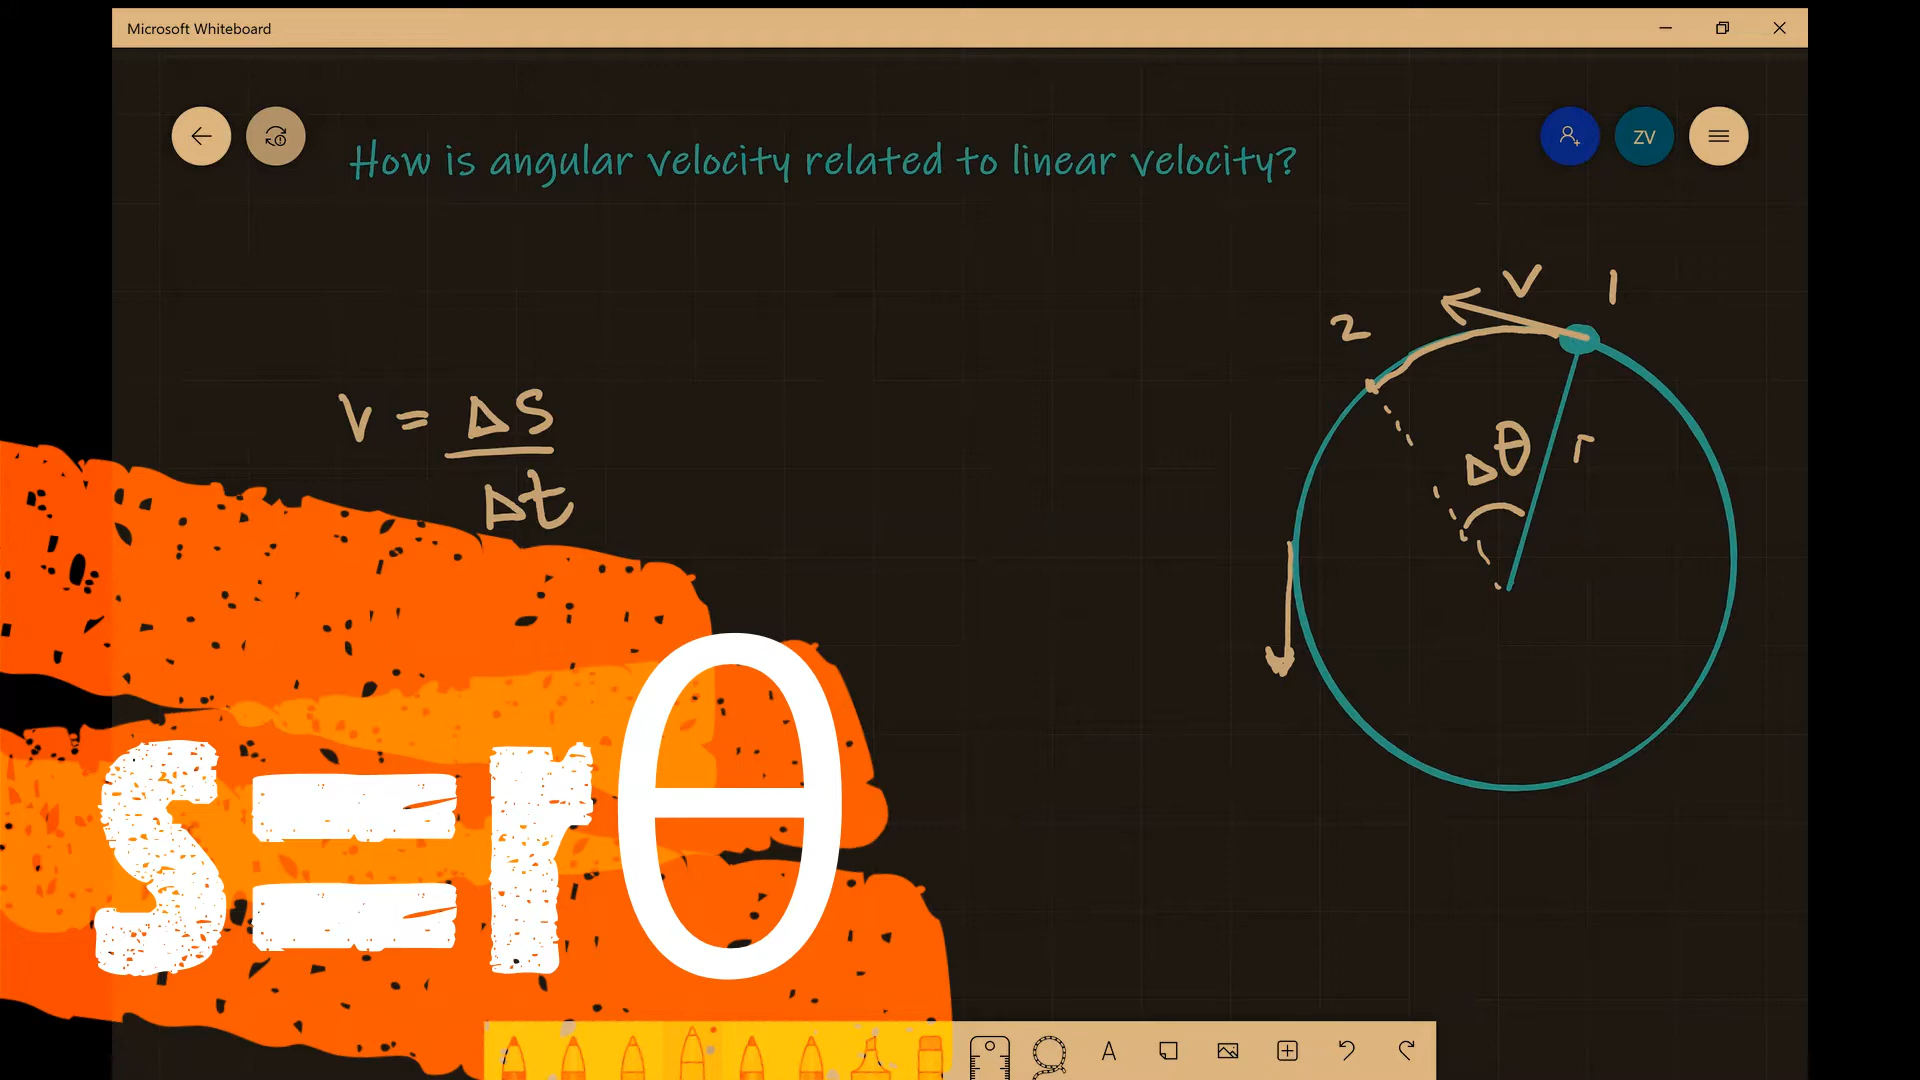 Microsoft Whiteboard
ZV
How is angular velocity related to linear velocity?
V 1
2
V = ΔS
Δt
Δθ r
s=rθ
A